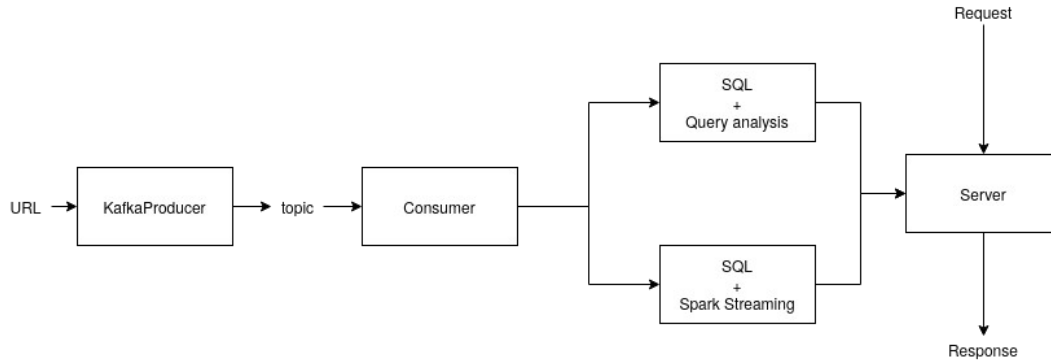 Request
SQL
+
Query analysis
URL
KafkaProducer
topic
Consumer
Server
SQL
+
Spark Streaming
Response